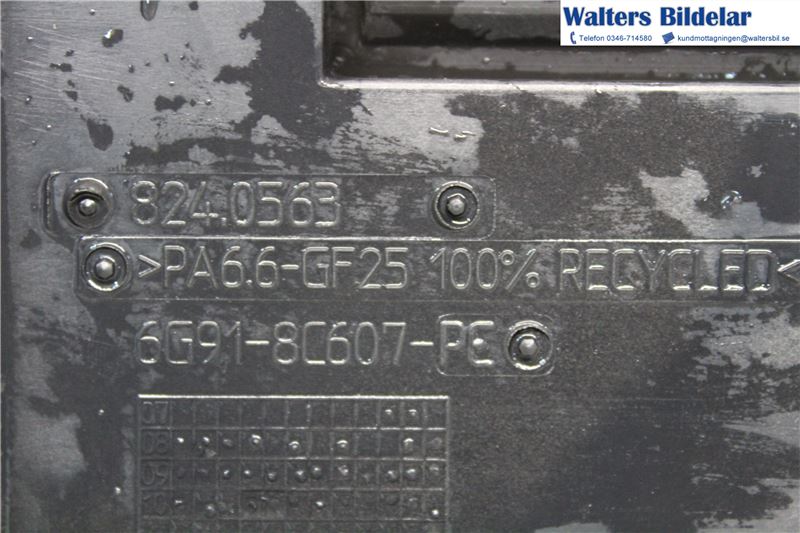 Walters Bildelar
Telefon 0346-714580 kundmottagningen@waltersbil.se
824.0563
>PA6.6-GF25 100% RECYCLED<
6G91-8C607-PE
07
08
09
10